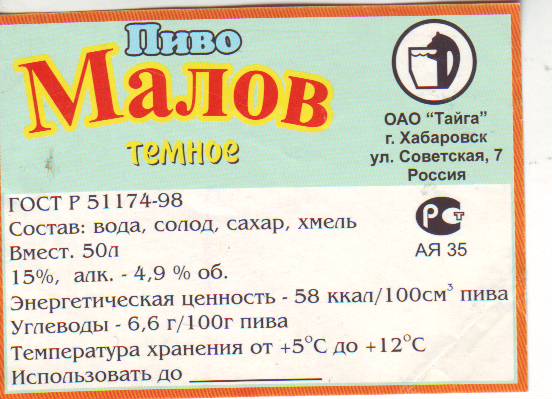 Пиво
Малов
темное
ОАО "Тайга"
г. Хабаровск
ул. Советская, 7
Россия
ГОСТ Р 51174-98
Состав: вода, солод, сахар, хмель
Вмест. 50л
15%, алк. - 4,9 % об.
Энергетическая ценность - 58 ккал/100см³ пива
Углеводы - 6,6 г/100г пива
Температура хранения от +5°С до +12°С
Использовать до ____________
РСТ
АЯ 35